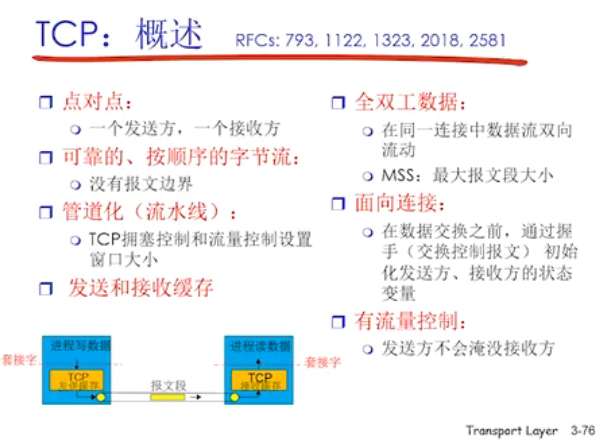 TCP：概述 RFCs: 793, 1122, 1323, 2018, 2581
点对点：
一个发送方，一个接收方
可靠的、按顺序的字节流：
没有报文边界
管道化（流水线）：
TCP拥塞控制和流量控制设置
窗口大小
发送和接收缓存
全双工数据：
在同一连接中数据流双向
流动
MSS：最大报文段大小
面向连接：
在数据交换之前，通过握
手（交换控制报文） 初始
化发送方、接收方的状态
变量
有流量控制：
发送方不会淹没接收方
进程写数据
套接字
TCP
发送缓存
报文段
进程读数据
套接字
TCP
接收缓存
Transport Layer 3-76